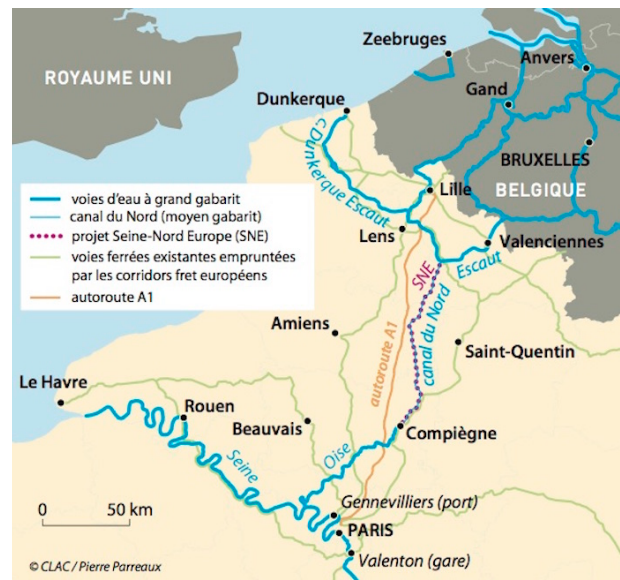 Zeebruges
Anvers
ROYAUME UNI
Gand
Dunkerque
c. Dunkerque Escaut
BRUXELLES
BELGIQUE
Lille
voies d'eau à grand gabarit
canal du Nord (moyen gabarit)
projet Seine-Nord Europe (SNE)
voies ferrées existantes empruntées
par les corridors fret européens
autoroute A1
Lens
Valenciennes
Escaut
SNE
canal du Nord
autoroute A1
Amiens
Saint-Quentin
Le Havre
Rouen
Beauvais
Compiègne
Oise
Seine
Gennevilliers (port)
0 50 km
PARIS
Valenton (gare)
© CLAC / Pierre Parreaux